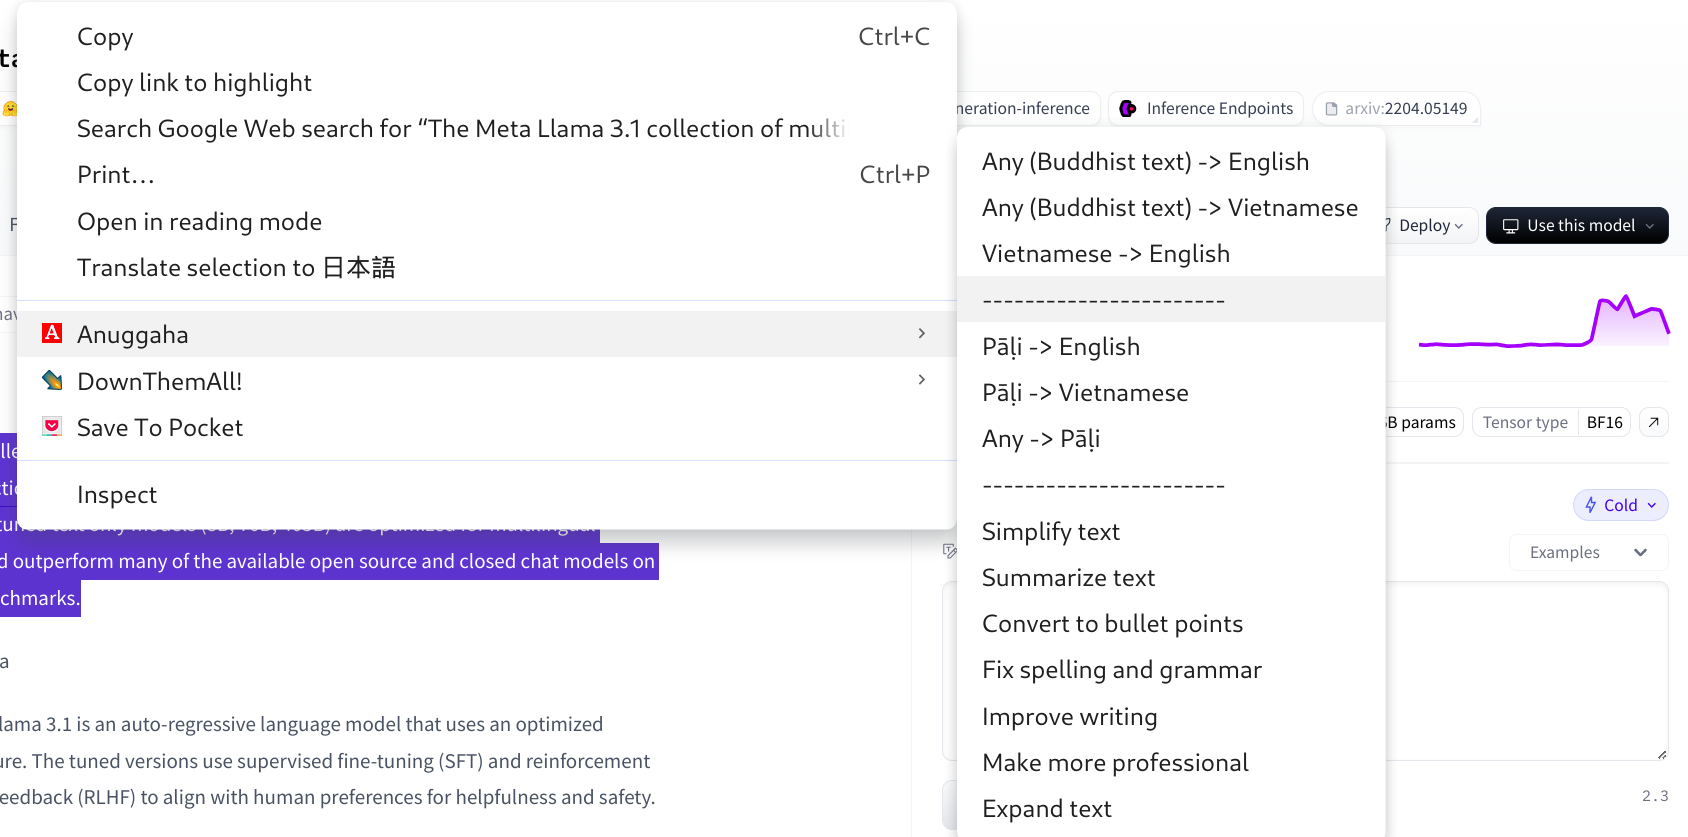 Copy Ctrl+C
Copy link to highlight
Search Google Web search for “The Meta Llama 3.1 collection of multi
Print… Ctrl+P
Open in reading mode
Translate selection to 日本語
Anuggaha
DownThemAll!
Save To Pocket
Inspect
Any (Buddhist text) -> English
Any (Buddhist text) -> Vietnamese
Vietnamese -> English
-----------------------
Pāḷi -> English
Pāḷi -> Vietnamese
Any -> Pāḷi
-----------------------
Simplify text
Summarize text
Convert to bullet points
Fix spelling and grammar
Improve writing
Make more professional
Expand text
neration-inference
Inference Endpoints
arxiv:2204.05149
Deploy
Use this model
B params
Tensor type BF16
Cold
Examples
2.3
d outperform many of the available open source and closed chat models on
chmarks.
a
lama 3.1 is an auto-regressive language model that uses an optimized
ure. The tuned versions use supervised fine-tuning (SFT) and reinforcement
eedback (RLHF) to align with human preferences for helpfulness and safety.